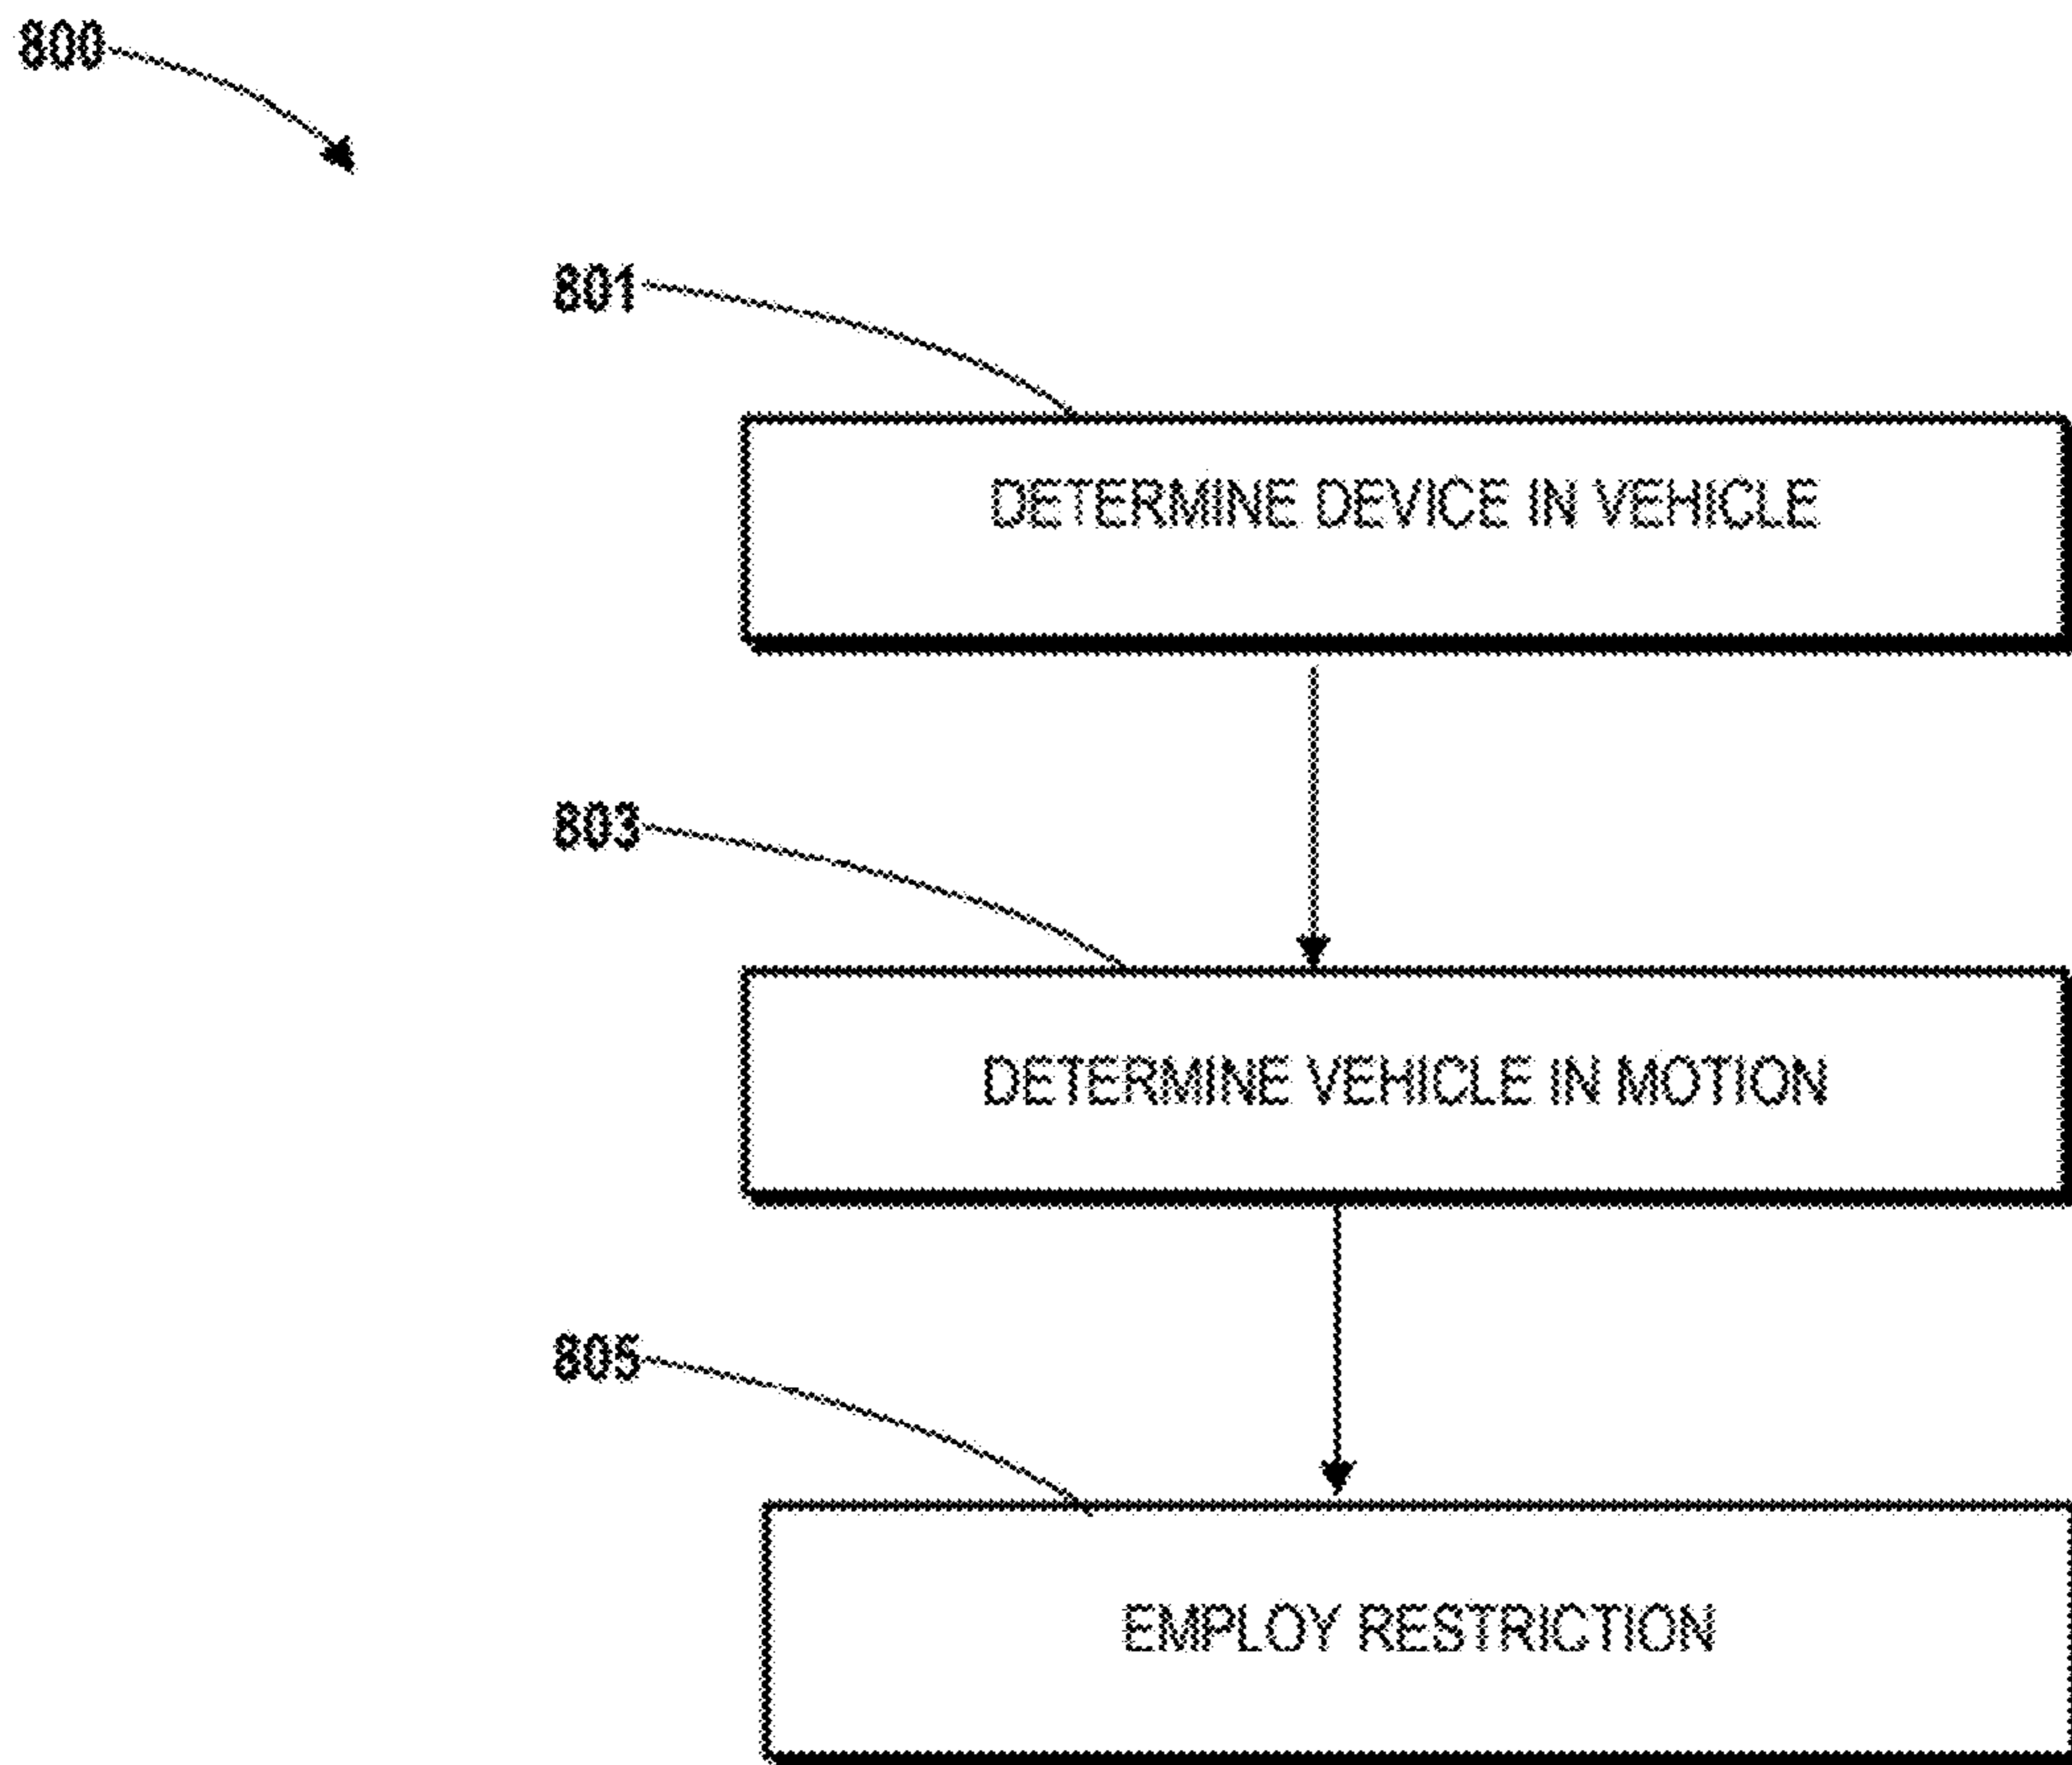 800
801
DETERMINE DEVICE IN VEHICLE
803
DETERMINE VEHICLE IN MOTION
805
EMPLOY RESTRICTION